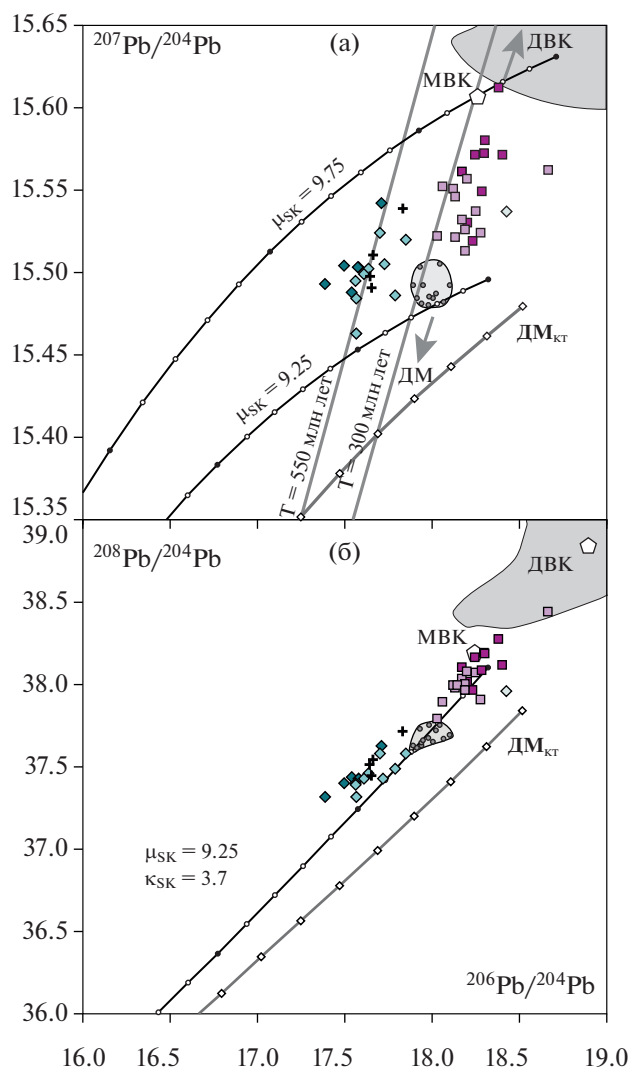 15.65
²⁰⁷Pb/²⁰⁴Pb
(а)
ДВК
МВК
15.60
μSK = 9.75
15.55
15.50
15.45
ДМкт
ДМ
μSK = 9.25
T = 550 млн лет
T = 300 млн лет
15.40
15.35
39.0
²⁰⁸Pb/²⁰⁴Pb
(б)
ДВК
38.5
МВК
38.0
ДМкт
37.5
37.0
μSK = 9.25
κSK = 3.7
36.5
²⁰⁶Pb/²⁰⁴Pb
36.0
16.0 16.5 17.0 17.5 18.0 18.5 19.0